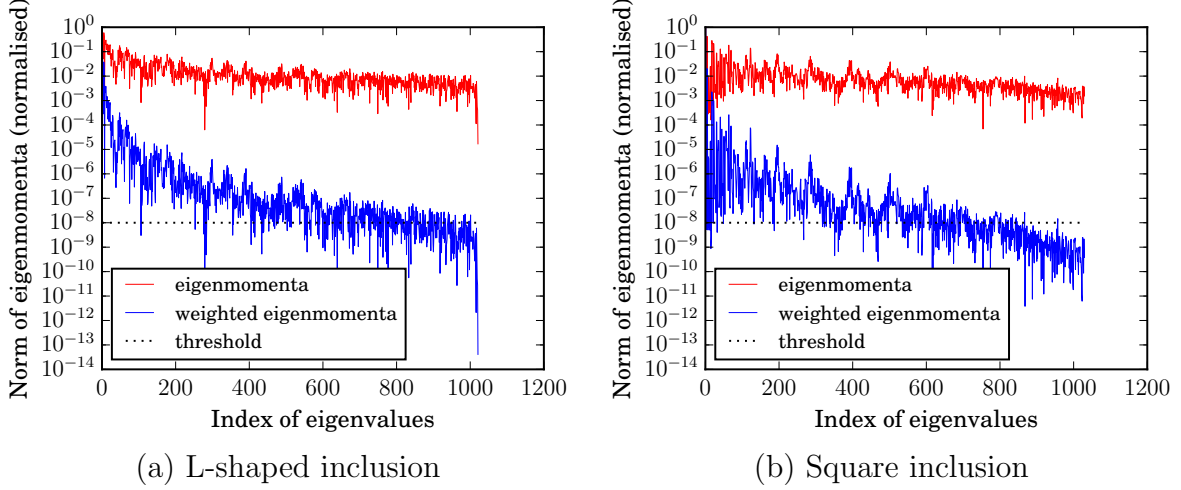 Norm of eigenmomenta (normalised)
10^0
10^-1
10^-2
10^-3
10^-4
10^-5
10^-6
10^-7
10^-8
10^-9
10^-10
10^-11
10^-12
10^-13
10^-14
eigenmomenta
weighted eigenmomenta
threshold
0 200 400 600 800 1000 1200
Index of eigenvalues
(a) L-shaped inclusion
Norm of eigenmomenta (normalised)
10^0
10^-1
10^-2
10^-3
10^-4
10^-5
10^-6
10^-7
10^-8
10^-9
10^-10
10^-11
10^-12
10^-13
10^-14
eigenmomenta
weighted eigenmomenta
threshold
0 200 400 600 800 1000 1200
Index of eigenvalues
(b) Square inclusion